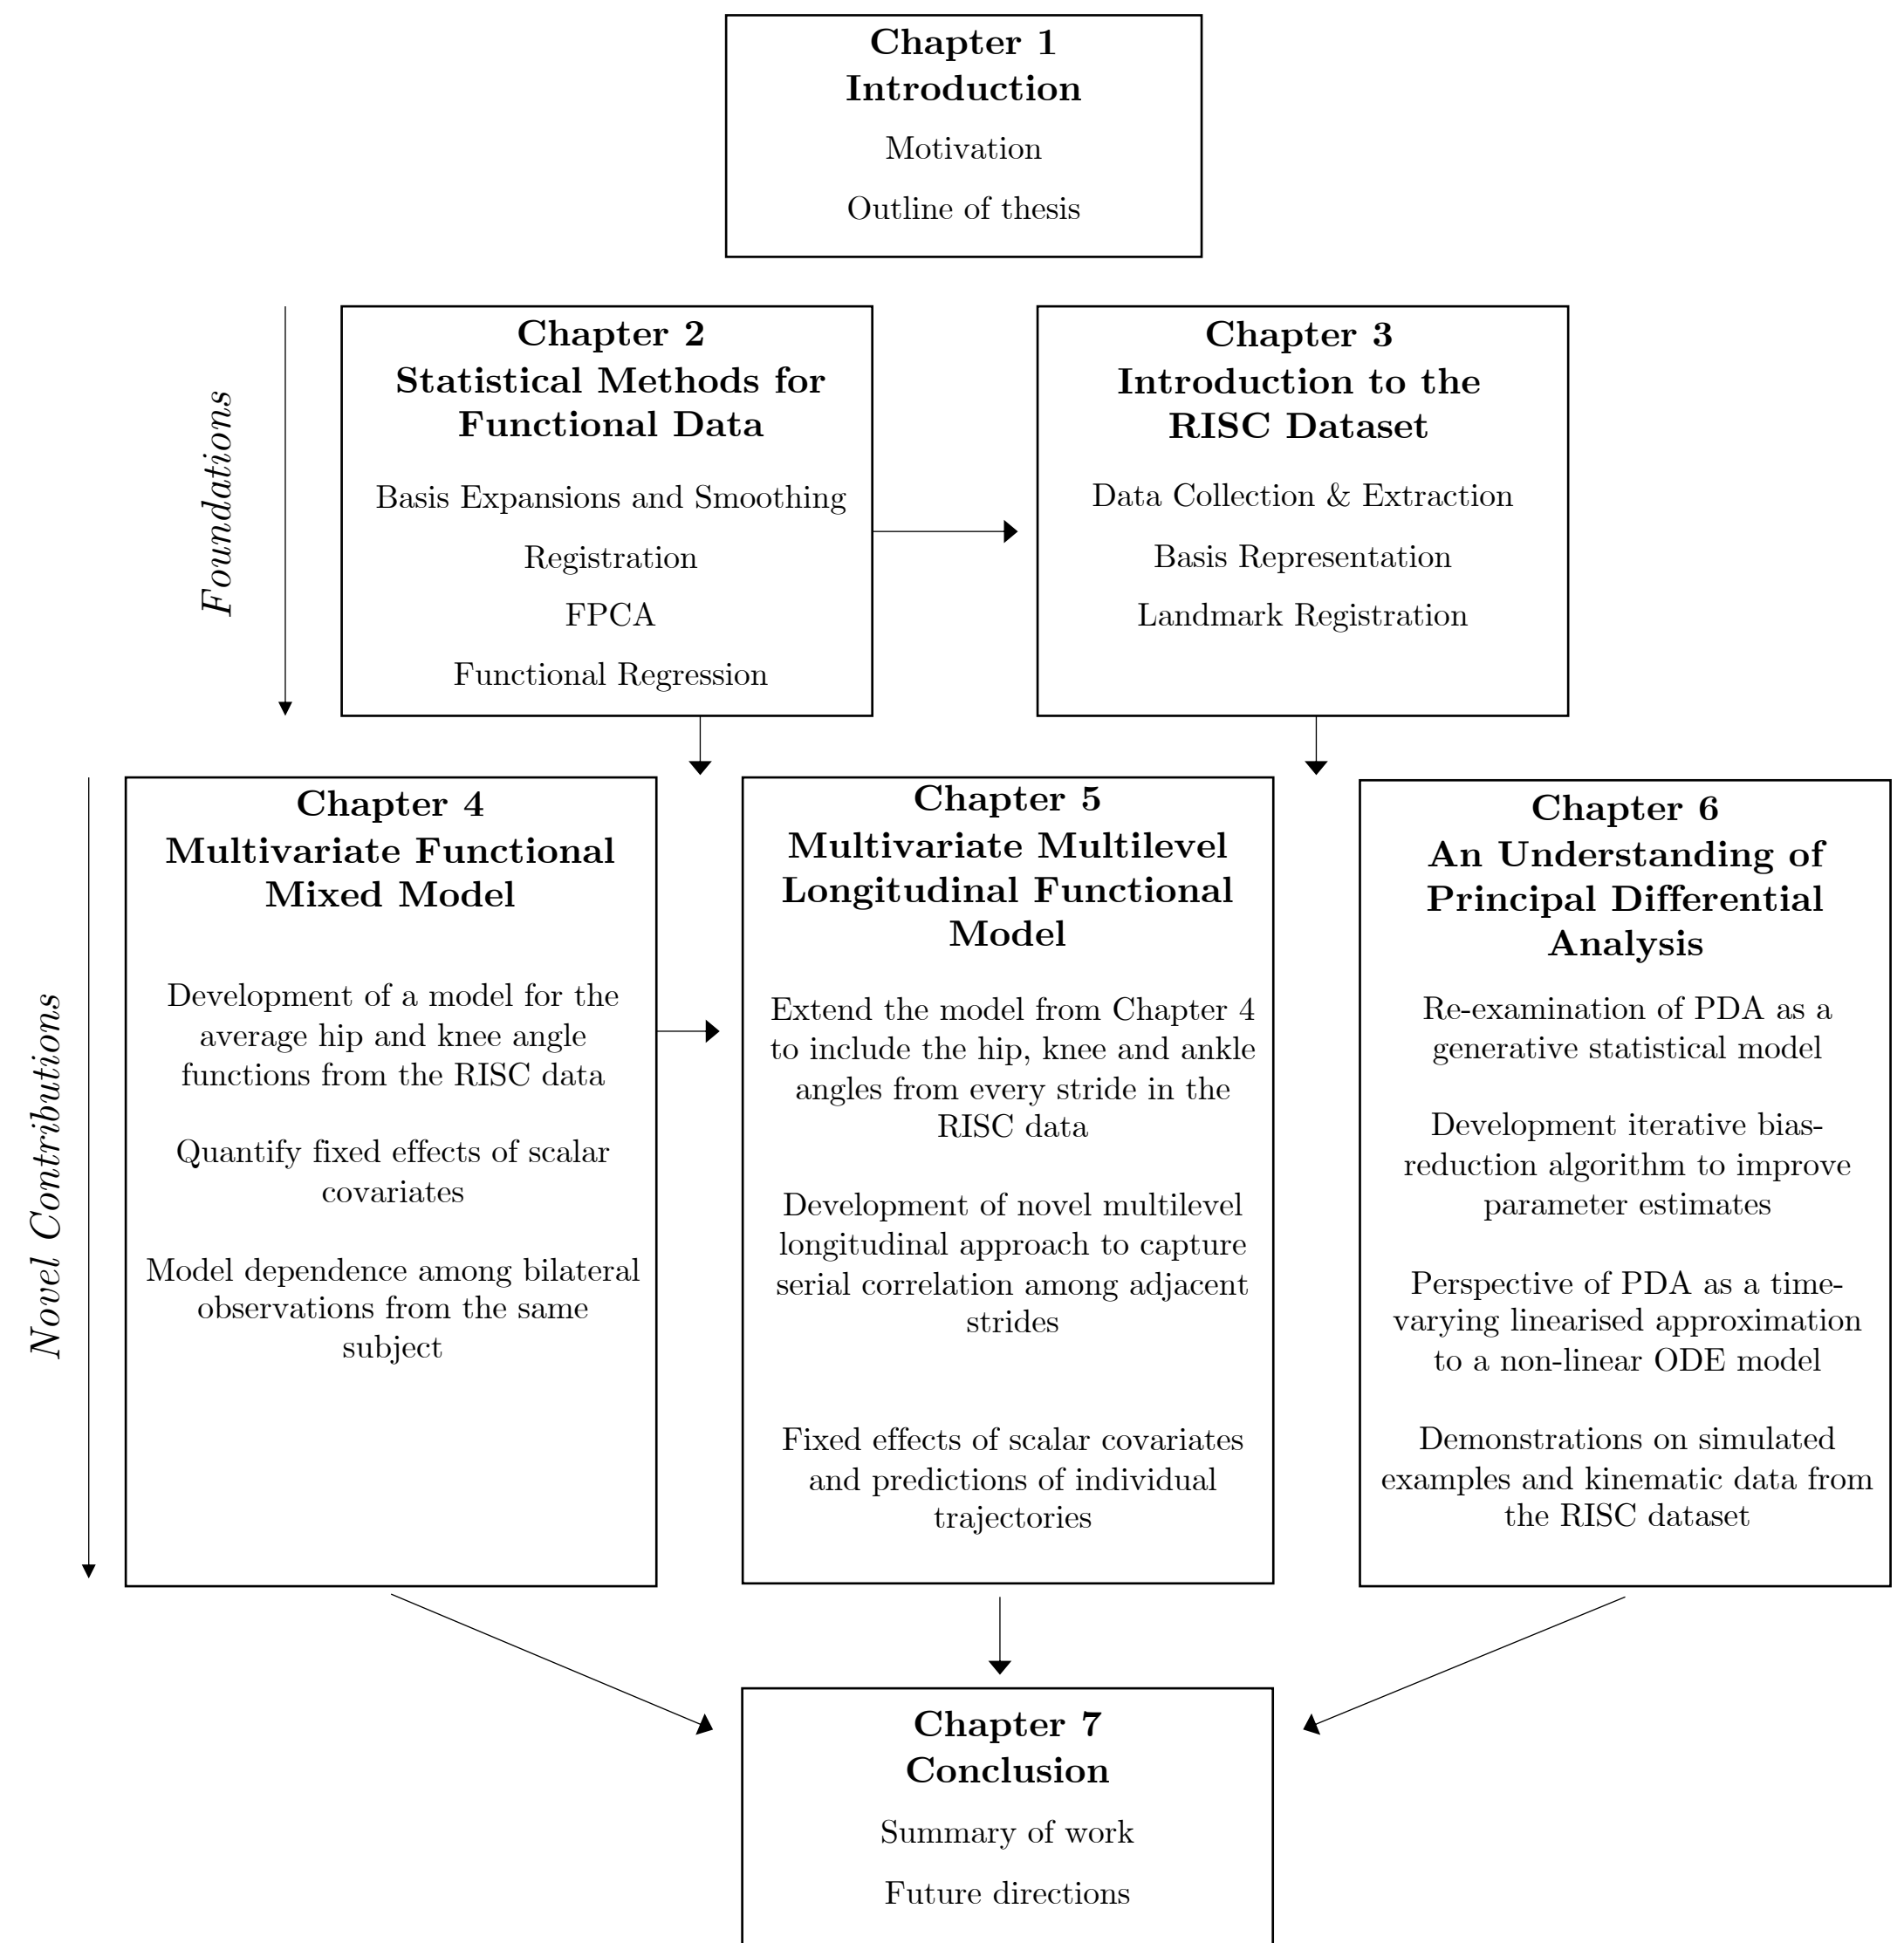 Chapter 1
Introduction
Motivation
Outline of thesis
Foundations
Chapter 2
Statistical Methods for
Functional Data
Basis Expansions and Smoothing
Registration
FPCA
Functional Regression
Chapter 3
Introduction to the
RISC Dataset
Data Collection & Extraction
Basis Representation
Landmark Registration
Novel Contributions
Chapter 4
Multivariate Functional
Mixed Model
Development of a model for the
average hip and knee angle
functions from the RISC data
Quantify fixed effects of scalar
covariates
Model dependence among bilateral
observations from the same
subject
Chapter 5
Multivariate Multilevel
Longitudinal Functional
Model
Extend the model from Chapter 4
to include the hip, knee and ankle
angles from every stride in the
RISC data
Development of novel multilevel
longitudinal approach to capture
serial correlation among adjacent
strides
Fixed effects of scalar covariates
and predictions of individual
trajectories
Chapter 6
An Understanding of
Principal Differential
Analysis
Re-examination of PDA as a
generative statistical model
Development iterative bias-
reduction algorithm to improve
parameter estimates
Perspective of PDA as a time-
varying linearised approximation
to a non-linear ODE model
Demonstrations on simulated
examples and kinematic data from
the RISC dataset
Chapter 7
Conclusion
Summary of work
Future directions